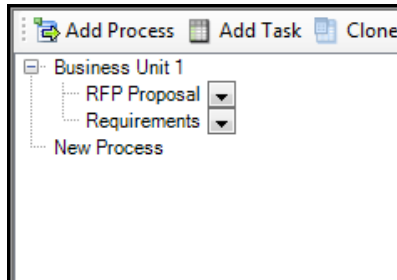 Add Process Add Task Clone
Business Unit 1
RFP Proposal
Requirements
New Process